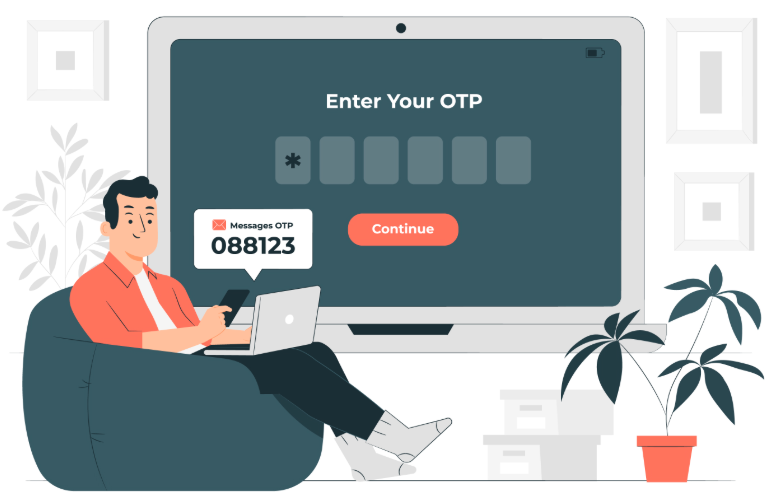 Enter Your OTP
*
Continue
Messages OTP
088123